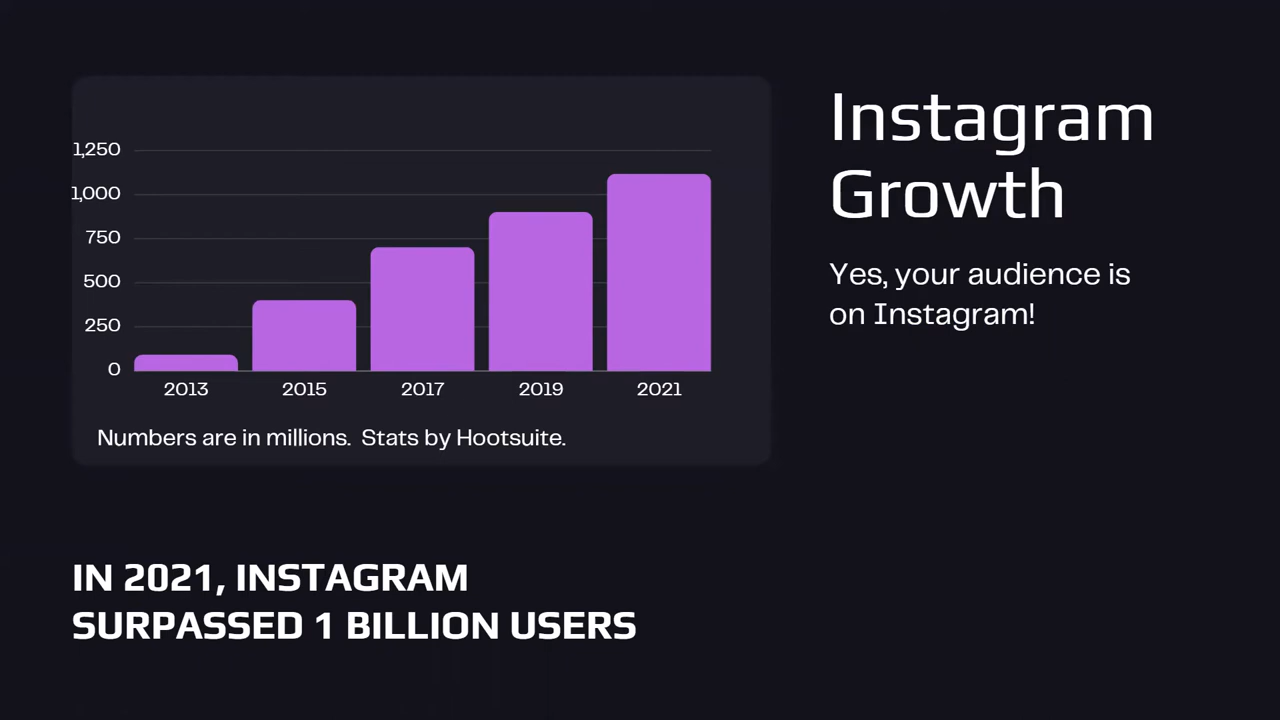 Instagram
Growth
Yes, your audience is
on Instagram!
1,250
1,000
750
500
250
0
2013 2015 2017 2019 2021
Numbers are in millions. Stats by Hootsuite.
IN 2021, INSTAGRAM
SURPASSED 1 BILLION USERS